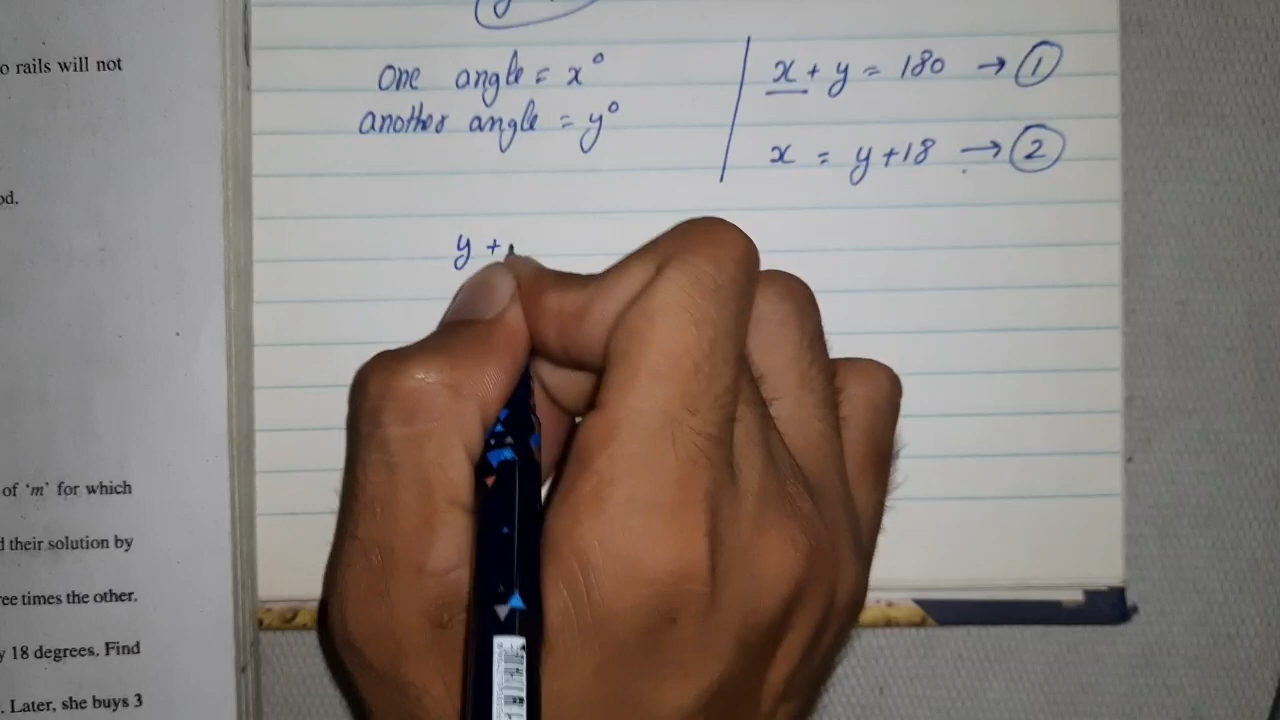 o rails will not
od.
of 'm' for which
d their solution by
ree times the other.
y 18 degrees. Find
. Later, she buys 3
y
one angle = x°
another angle = y°
x + y = 180 → 1
x = y + 18 → 2
y +